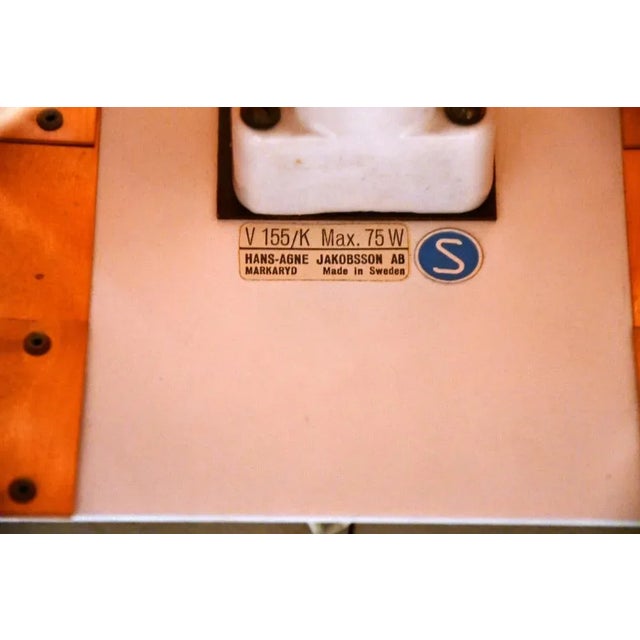 V 155/K Max. 75 W
HANS-AGNE JAKOBSSON AB
MARKARYD Made in Sweden
S